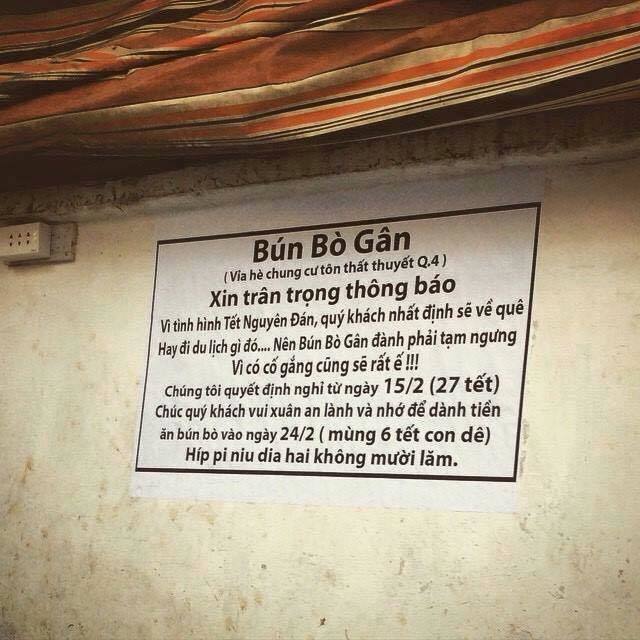 Bún Bò Gân
( Vỉa hè chung cư tôn thất thuyết Q.4 )
Xin trân trọng thông báo
Vì tình hình Tết Nguyên Đán, quý khách nhất định sẽ về quê
Hay đi du lịch gì đó.... Nên Bún Bò Gân đành phải tạm ngưng
Vì có cố gắng cũng sẽ rất ế !!!
Chúng tôi quyết định nghỉ từ ngày 15/2 (27 tết)
Chúc quý khách vui xuân an lành và nhớ để dành tiền
ăn bún bò vào ngày 24/2 ( mùng 6 tết con dê)
Híp pi niu dia hai không mười lăm.